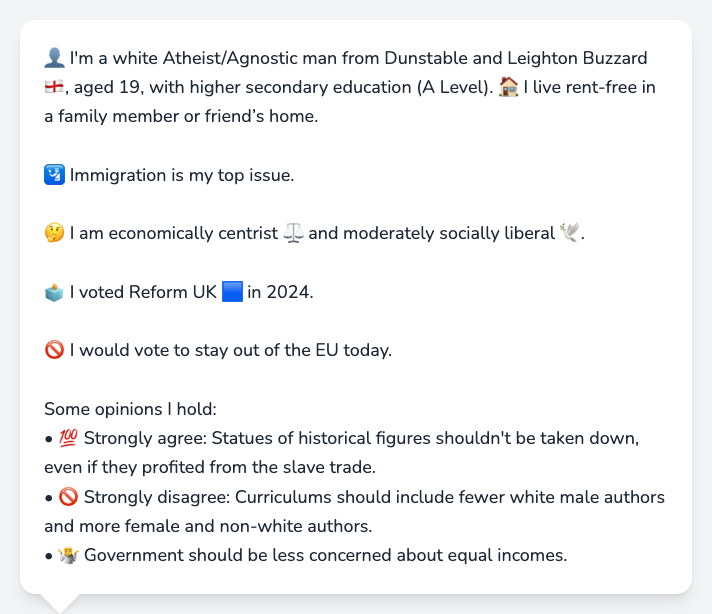 👤 I'm a white Atheist/Agnostic man from Dunstable and Leighton Buzzard
🏴󠁧󠁢󠁥󠁮󠁧󠁿, aged 19, with higher secondary education (A Level). 🏠 I live rent-free in
a family member or friend’s home.
🛂 Immigration is my top issue.
🤔 I am economically centrist ⚖️ and moderately socially liberal 🕊️.
🗳️ I voted Reform UK 🟦 in 2024.
🚫 I would vote to stay out of the EU today.
Some opinions I hold:
• 💯 Strongly agree: Statues of historical figures shouldn't be taken down,
even if they profited from the slave trade.
• 🚫 Strongly disagree: Curriculums should include fewer white male authors
and more female and non-white authors.
• 🤷 Government should be less concerned about equal incomes.